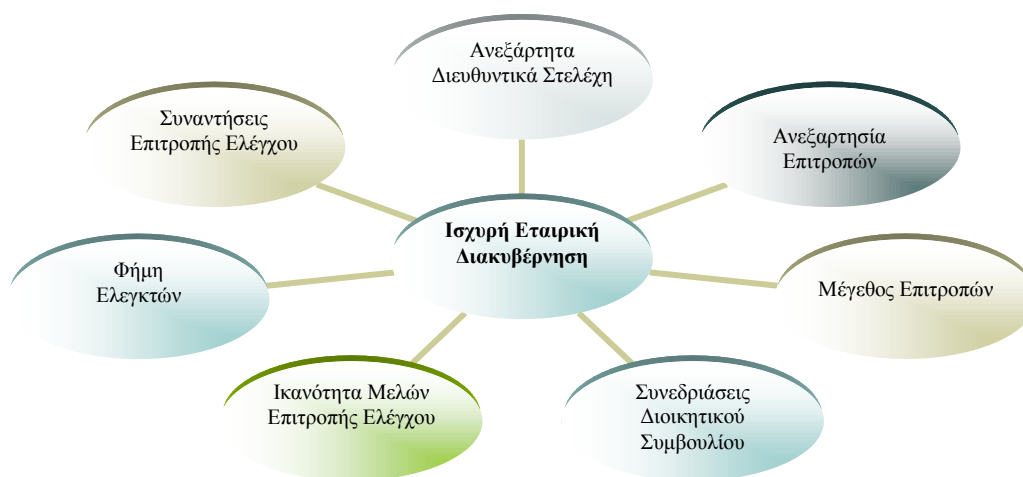 Ανεξάρτητα
Διευθυντικά Στελέχη
Συναντήσεις
Επιτροπής Ελέγχου
Ανεξαρτησία
Επιτροπών
Ισχυρή Εταιρική
Διακυβέρνηση
Φήμη
Ελεγκτών
Μέγεθος Επιτροπών
Ικανότητα Μελών
Επιτροπής Ελέγχου
Συνεδριάσεις
Διοικητικού
Συμβουλίου